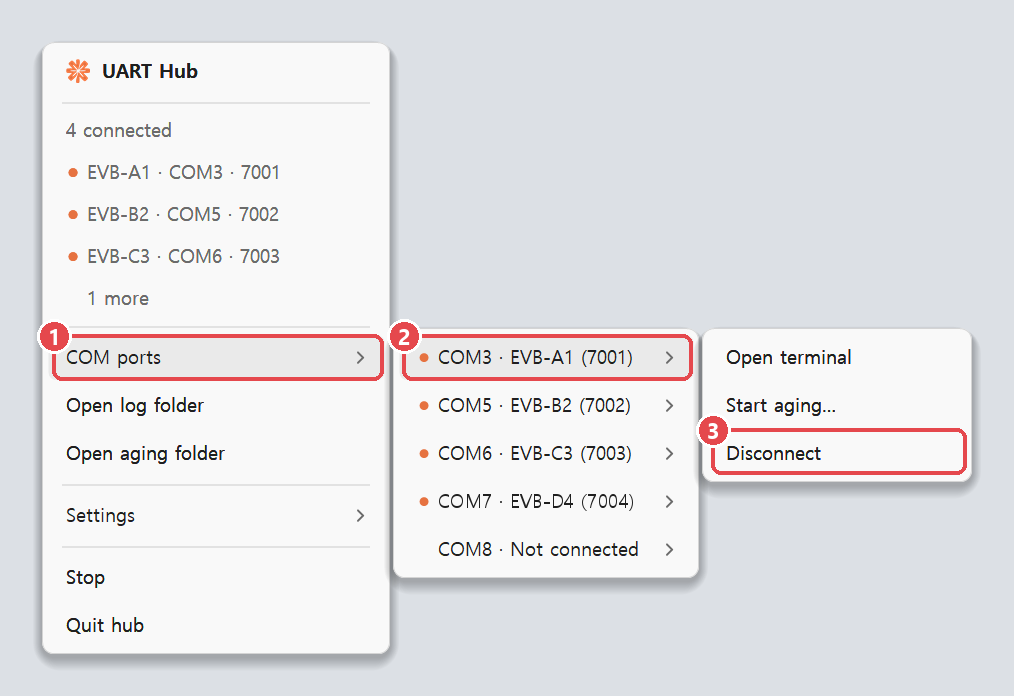 UART Hub
4 connected
EVB-A1 · COM3 · 7001
EVB-B2 · COM5 · 7002
EVB-C3 · COM6 · 7003
1 more
1
COM ports
Open log folder
Open aging folder
Settings
Stop
Quit hub
2
COM3 · EVB-A1 (7001)
COM5 · EVB-B2 (7002)
COM6 · EVB-C3 (7003)
COM7 · EVB-D4 (7004)
COM8 · Not connected
Open terminal
Start aging...
3
Disconnect